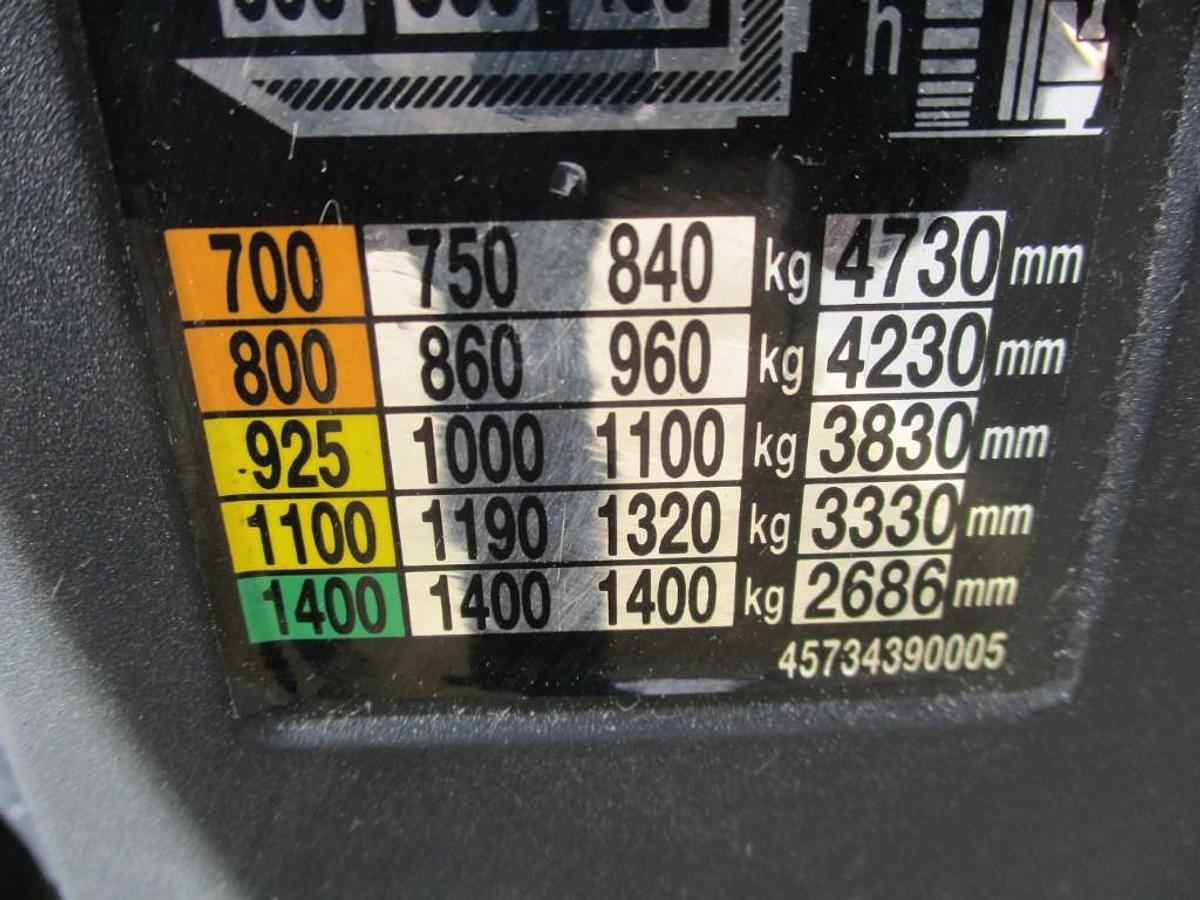 h
700 750 840 kg 4730 mm
800 860 960 kg 4230 mm
925 1000 1100 kg 3830 mm
1100 1190 1320 kg 3330 mm
1400 1400 1400 kg 2686 mm
45734390005